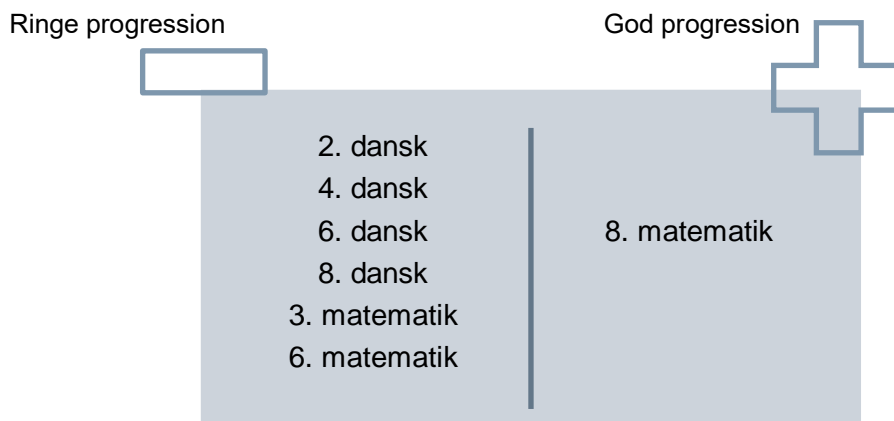 Ringe progression
God progression
2. dansk
4. dansk
6. dansk
8. dansk
3. matematik
6. matematik
8. matematik